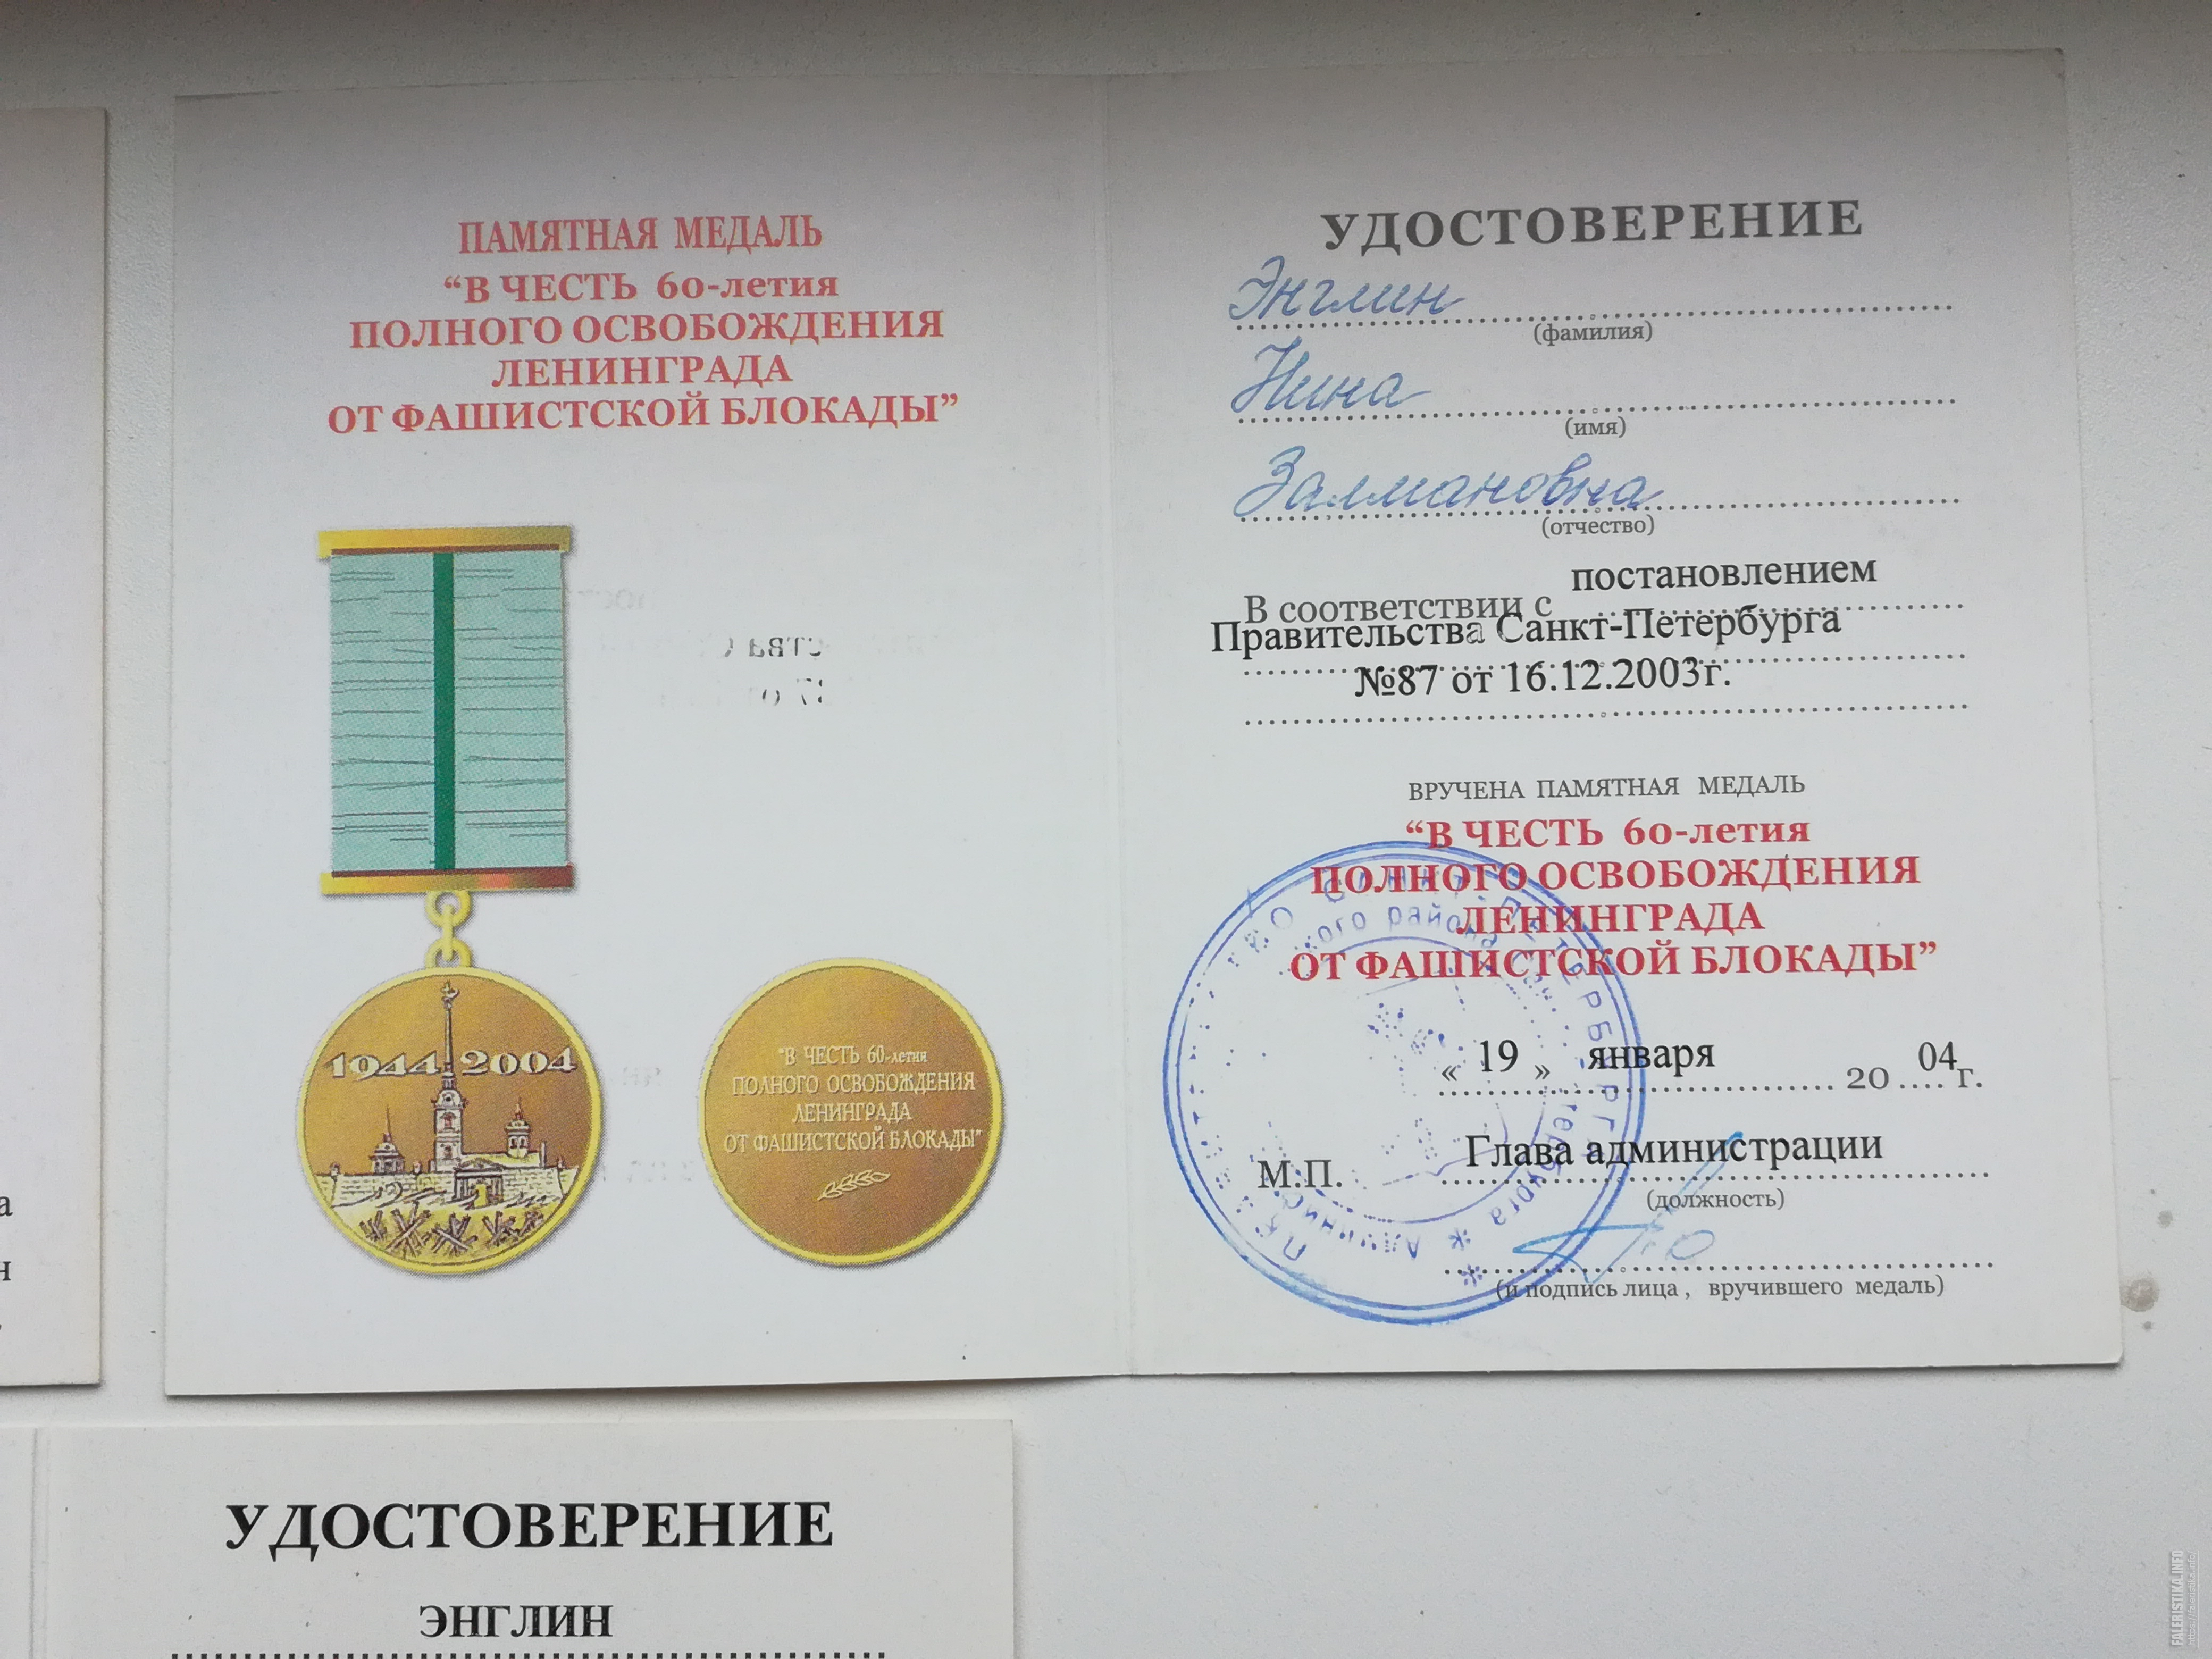 ПАМЯТНАЯ МЕДАЛЬ
“В ЧЕСТЬ 60-летия
ПОЛНОГО ОСВОБОЖДЕНИЯ
ЛЕНИНГРАДА
ОТ ФАШИСТСКОЙ БЛОКАДЫ”
1944 2004
"В ЧЕСТЬ 60-летия
ПОЛНОГО ОСВОБОЖДЕНИЯ
ЛЕНИНГРАДА
ОТ ФАШИСТСКОЙ БЛОКАДЫ"
УДОСТОВЕРЕНИЕ
Энглин
(фамилия)
Нина
(имя)
Залмановна
(отчество)
В соответствии с постановлением
Правительства Санкт-Петербурга
№87 от 16.12.2003г.
ВРУЧЕНА ПАМЯТНАЯ МЕДАЛЬ
“В ЧЕСТЬ 60-летия
ПОЛНОГО ОСВОБОЖДЕНИЯ
ЛЕНИНГРАДА
ОТ ФАШИСТСКОЙ БЛОКАДЫ”
« 19 » января 20 04 г.
М.П. Глава администрации
(должность)
(и подпись лица, вручившего медаль)
УДОСТОВЕРЕНИЕ
ЭНГЛИН
FALERISTIKA.INFO